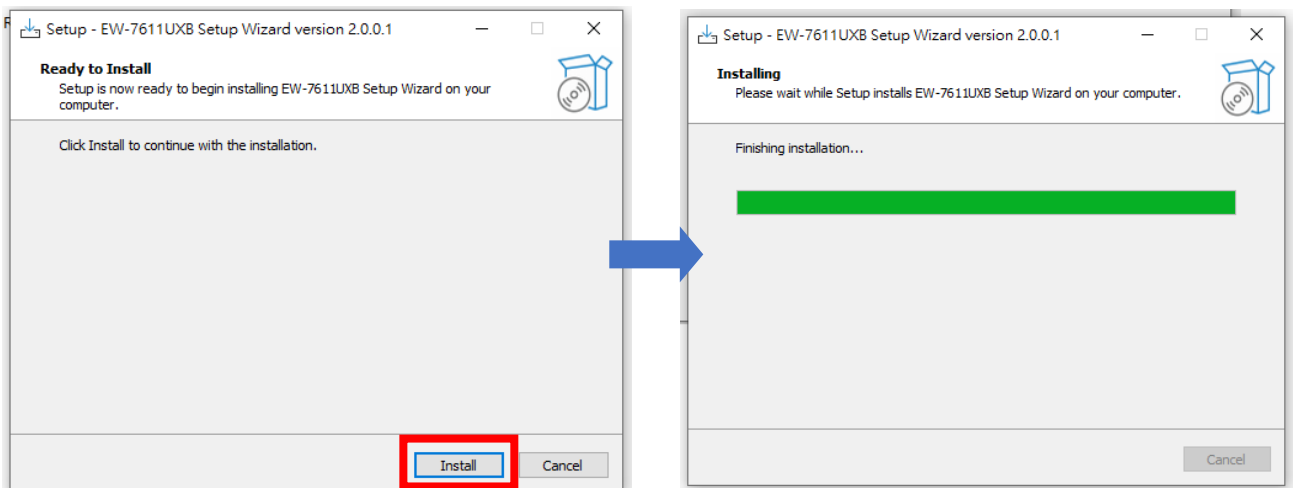 Setup - EW-7611UXB Setup Wizard version 2.0.0.1
Ready to Install
Setup is now ready to begin installing EW-7611UXB Setup Wizard on your
computer.
Click Install to continue with the installation.
Install Cancel
Setup - EW-7611UXB Setup Wizard version 2.0.0.1
Installing
Please wait while Setup installs EW-7611UXB Setup Wizard on your computer.
Finishing installation...
Cancel